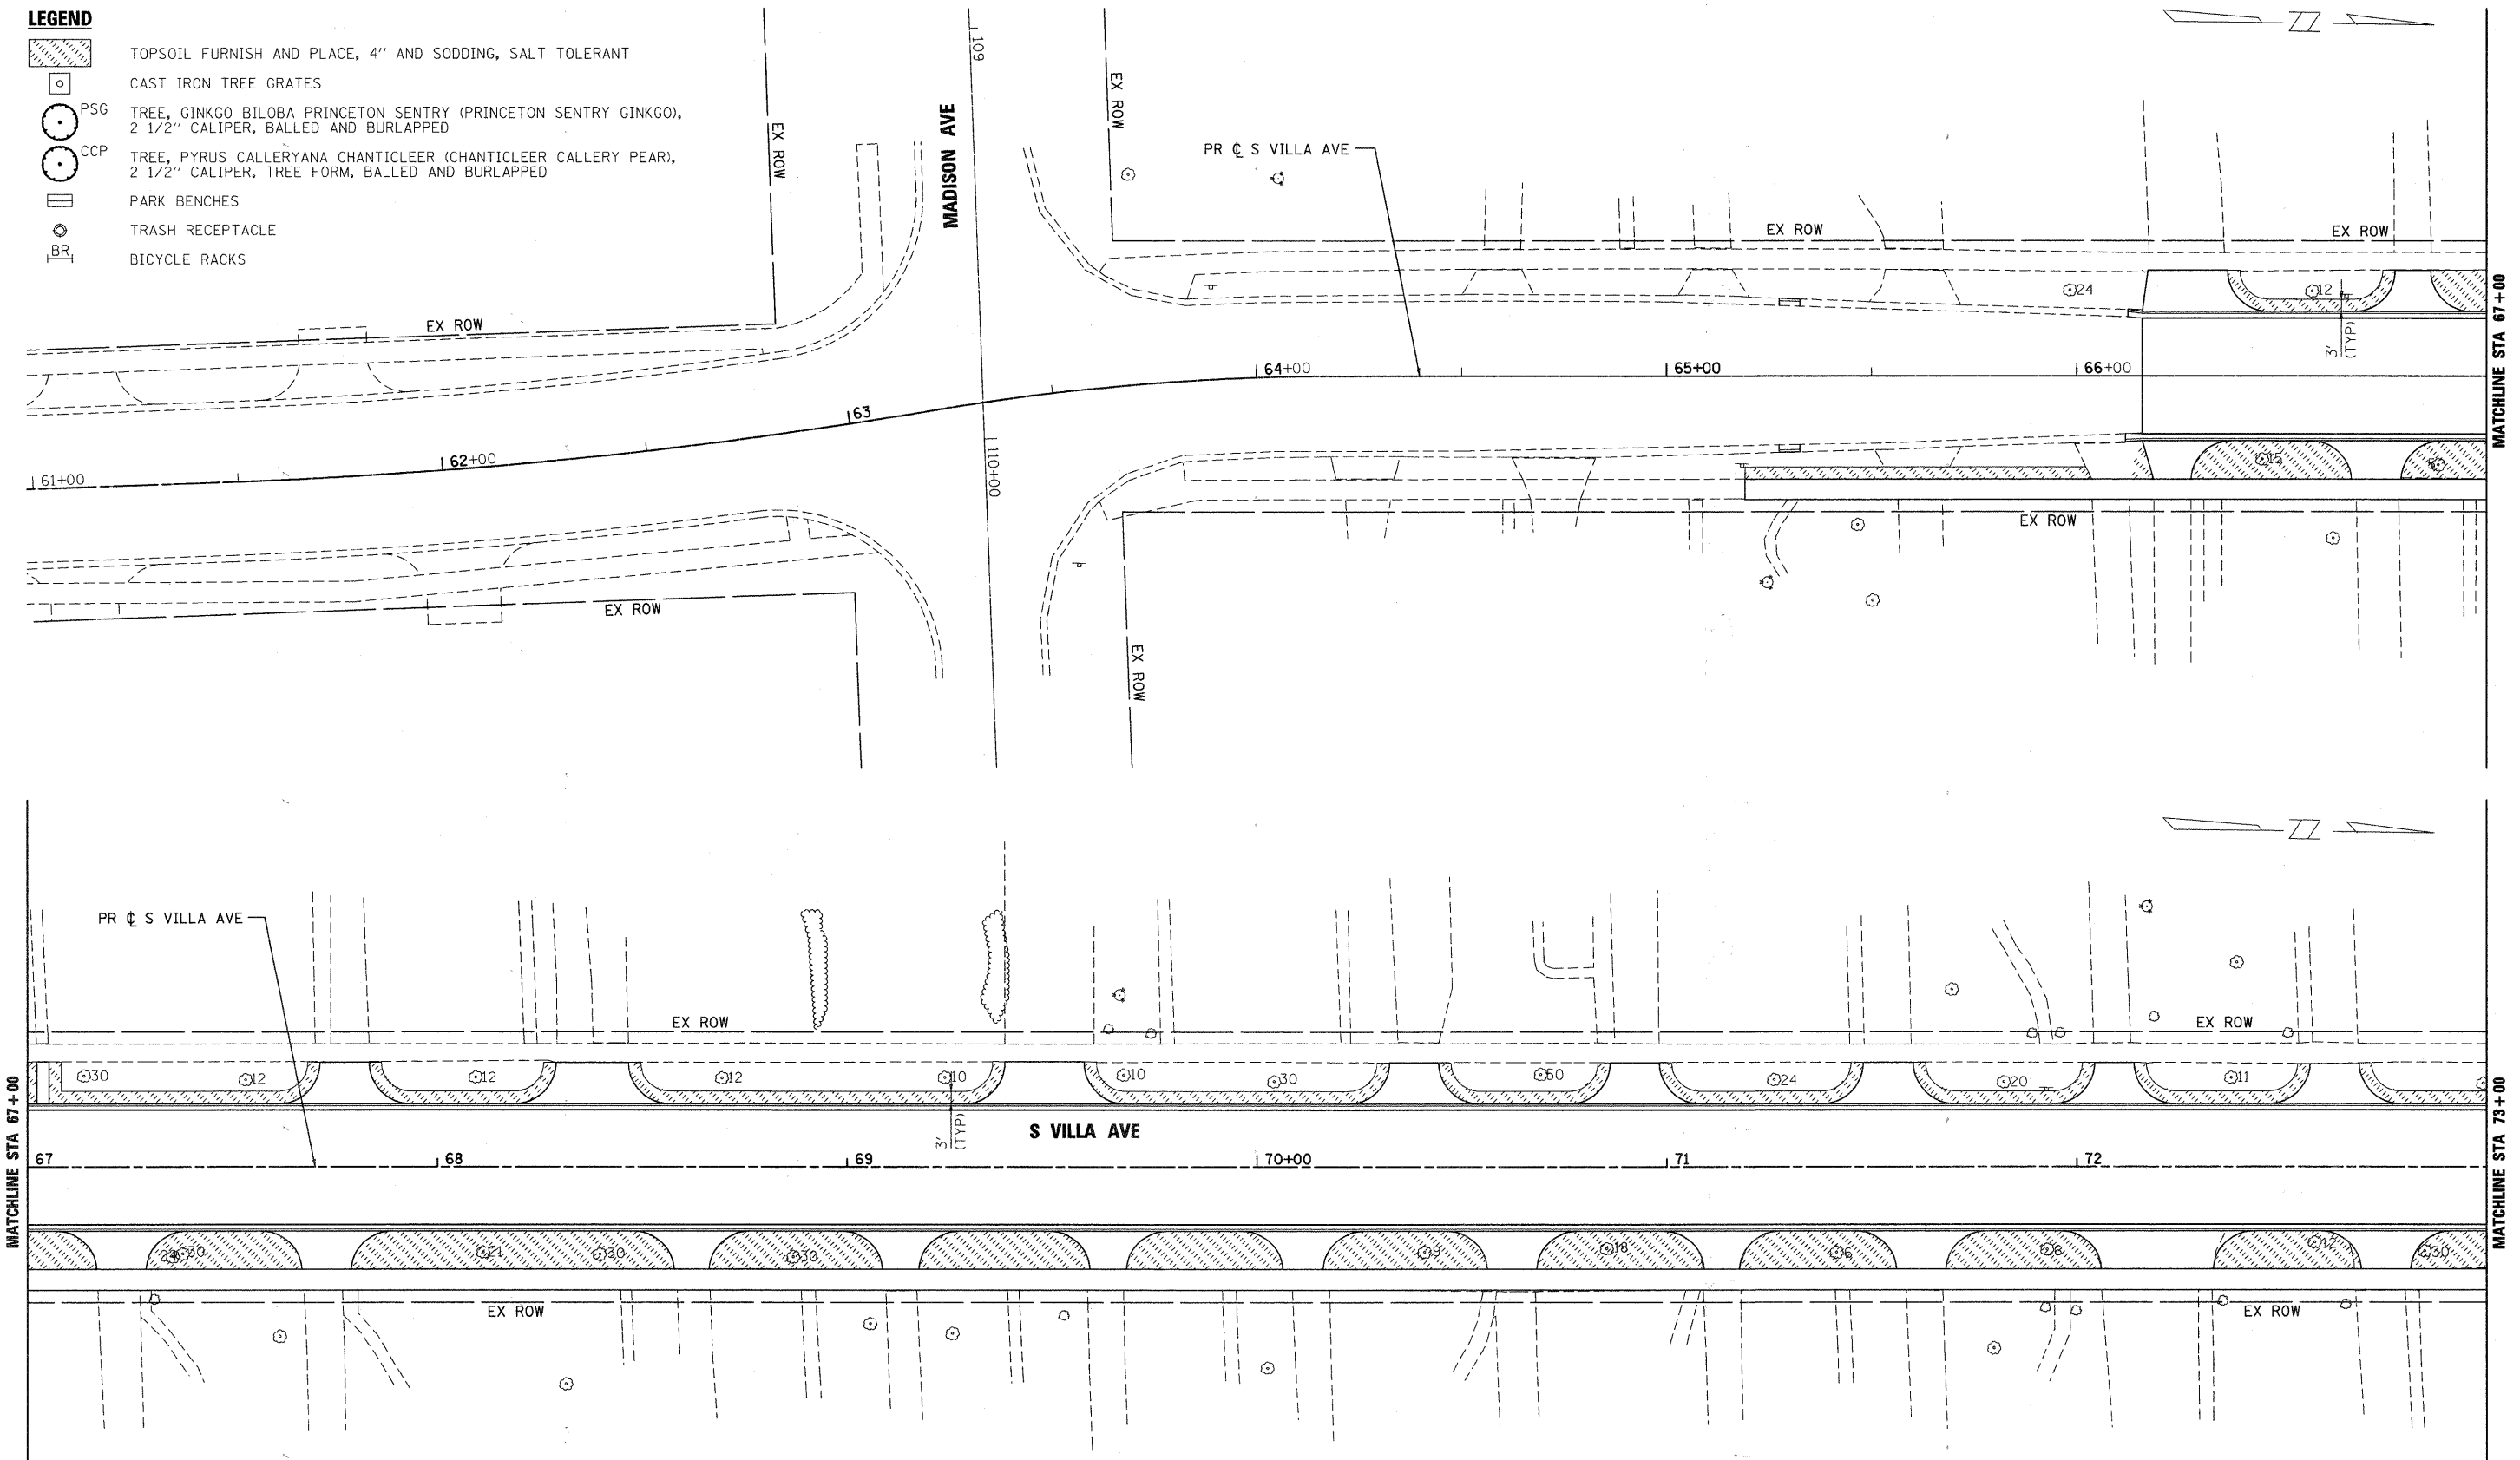 LEGEND
TOPSOIL FURNISH AND PLACE, 4" AND SODDING, SALT TOLERANT
CAST IRON TREE GRATES
PSG
TREE, GINKGO BILOBA PRINCETON SENTRY (PRINCETON SENTRY GINKGO),
2 1/2" CALIPER, BALLED AND BURLAPPED
CCP
TREE, PYRUS CALLERYANA CHANTICLEER (CHANTICLEER CALLERY PEAR),
2 1/2" CALIPER, TREE FORM, BALLED AND BURLAPPED
PARK BENCHES
TRASH RECEPTACLE
BR
BICYCLE RACKS
EX ROW
MADISON AVE
109
EX ROW
PR ℄ S VILLA AVE
EX ROW
EX ROW
24
12
3'
(TYP)
MATCHLINE STA 67+00
EX ROW
61+00
62+00
63
64+00
65+00
66+00
110+00
15
EX ROW
EX ROW
EX ROW
PR ℄ S VILLA AVE
EX ROW
EX ROW
30
12
12
12
10
10
30
50
24
20
11
3'
(TYP)
S VILLA AVE
MATCHLINE STA 67+00
67
68
69
70+00
71
72
MATCHLINE STA 73+00
30
21
30
30
9
18
6
8
12
30
EX ROW
EX ROW